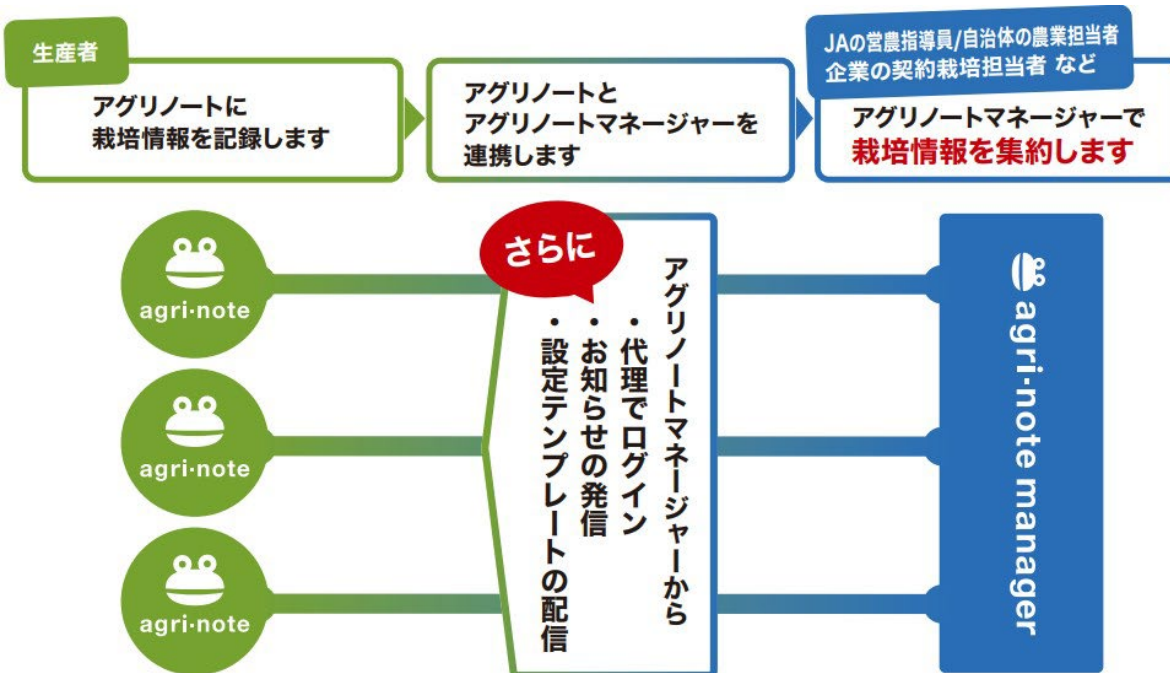 生産者
アグリノートに
栽培情報を記録します
アグリノートと
アグリノートマネージャーを
連携します
JAの営農指導員/自治体の農業担当者
企業の契約栽培担当者 など
アグリノートマネージャーで
栽培情報を集約します
agri-note
agri-note
agri-note
さらに
アグリノートマネージャーから
・代理でログイン
・お知らせの発信
・設定テンプレートの配信
agri-note manager